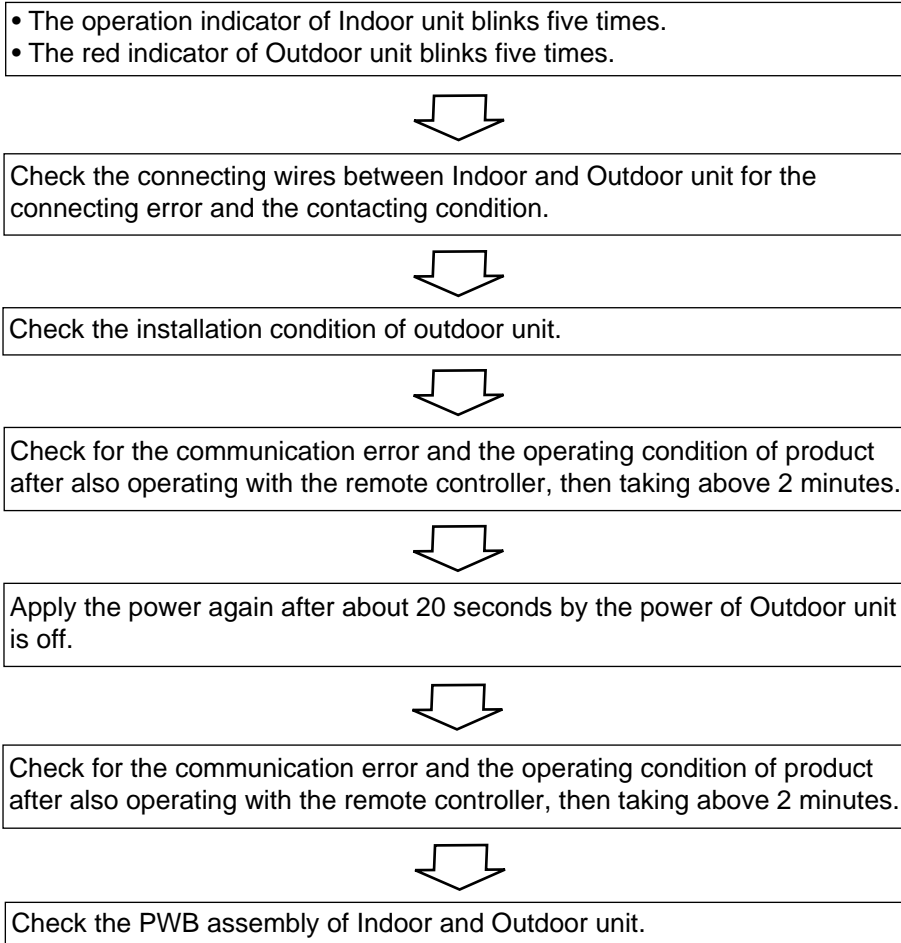 • The operation indicator of Indoor unit blinks five times.
• The red indicator of Outdoor unit blinks five times.
Check the connecting wires between Indoor and Outdoor unit for the
connecting error and the contacting condition.
Check the installation condition of outdoor unit.
Check for the communication error and the operating condition of product
after also operating with the remote controller, then taking above 2 minutes.
Apply the power again after about 20 seconds by the power of Outdoor unit
is off.
Check for the communication error and the operating condition of product
after also operating with the remote controller, then taking above 2 minutes.
Check the PWB assembly of Indoor and Outdoor unit.